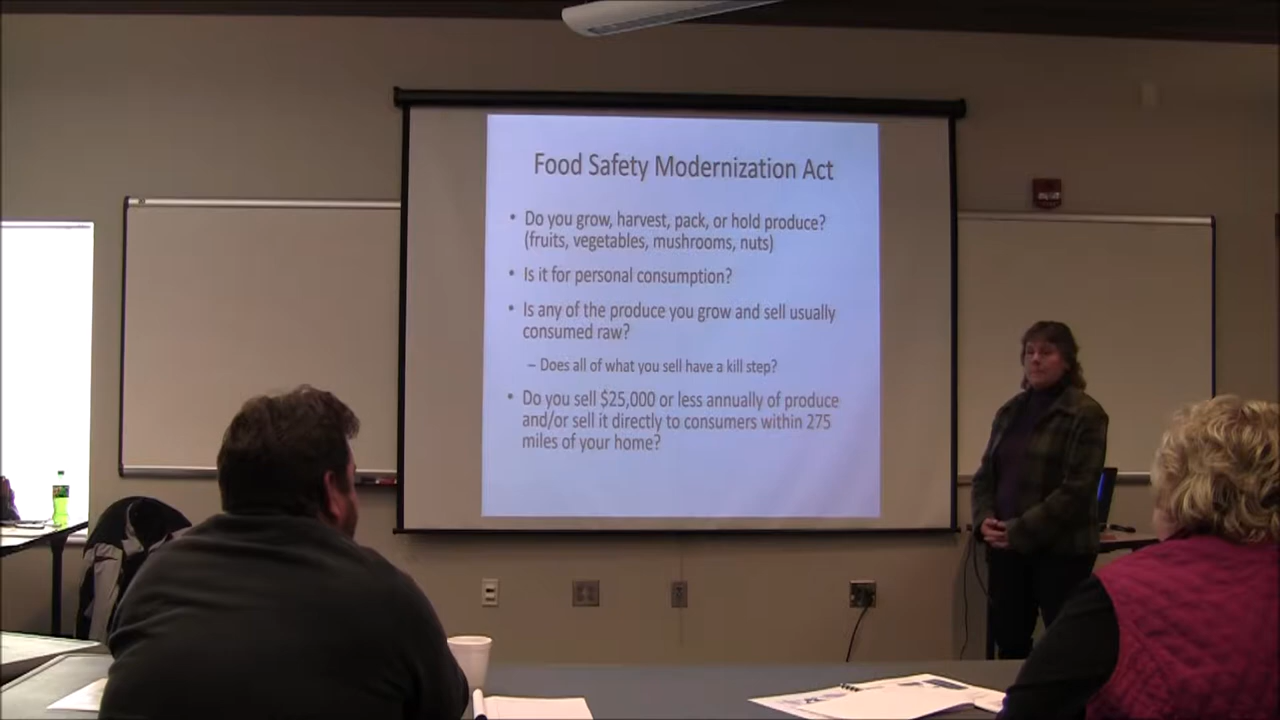 Food Safety Modernization Act
• Do you grow, harvest, pack, or hold produce?
(fruits, vegetables, mushrooms, nuts)
• Is it for personal consumption?
• Is any of the produce you grow and sell usually
consumed raw?
– Does all of what you sell have a kill step?
• Do you sell $25,000 or less annually of produce
and/or sell it directly to consumers within 275
miles of your home?